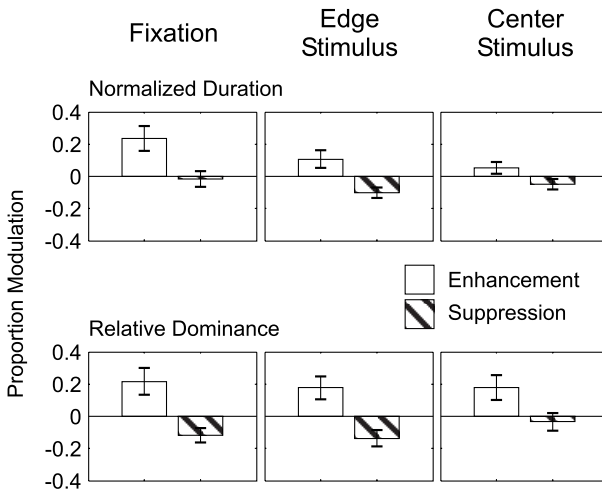 Fixation
Edge
Stimulus
Center
Stimulus
Normalized Duration
0.4
0.2
0
-0.2
-0.4
Proportion Modulation
Enhancement
Suppression
Relative Dominance
0.4
0.2
0
-0.2
-0.4